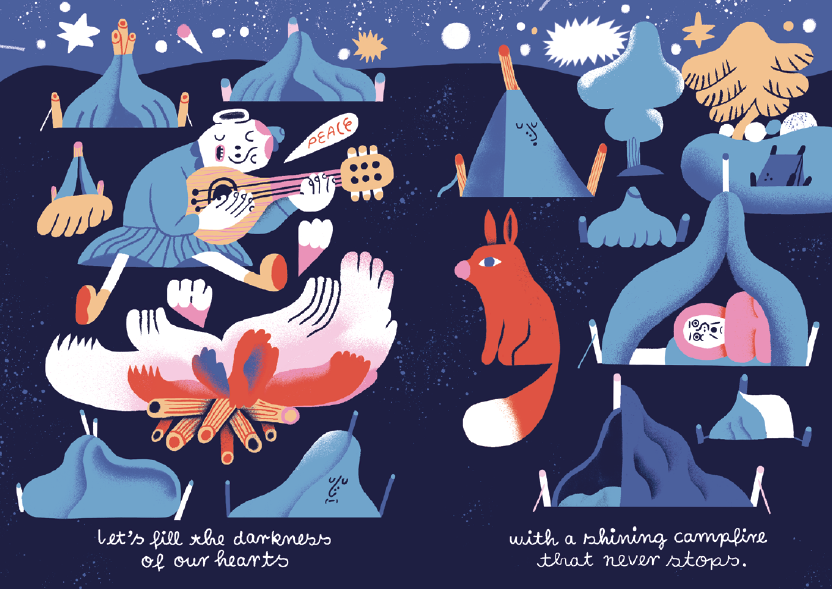 PEACE
let's fill the darkness
of our hearts
with a shining campfire
that never stops.